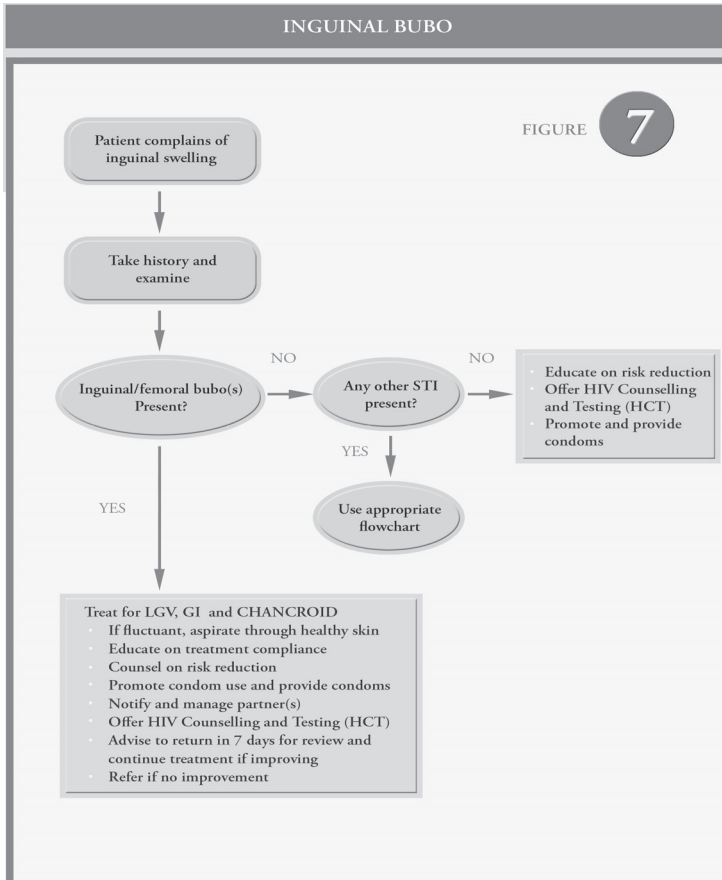 INGUINAL BUBO
FIGURE 7
Patient complains of
inguinal swelling
Take history and
examine
Inguinal/femoral bubo(s)
Present?
NO
Any other STI
present?
NO
• Educate on risk reduction
• Offer HIV Counselling
and Testing (HCT)
• Promote and provide
condoms
YES
Use appropriate
flowchart
YES
Treat for LGV, GI and CHANCROID
• If fluctuant, aspirate through healthy skin
• Educate on treatment compliance
• Counsel on risk reduction
• Promote condom use and provide condoms
• Notify and manage partner(s)
• Offer HIV Counselling and Testing (HCT)
• Advise to return in 7 days for review and
continue treatment if improving
• Refer if no improvement